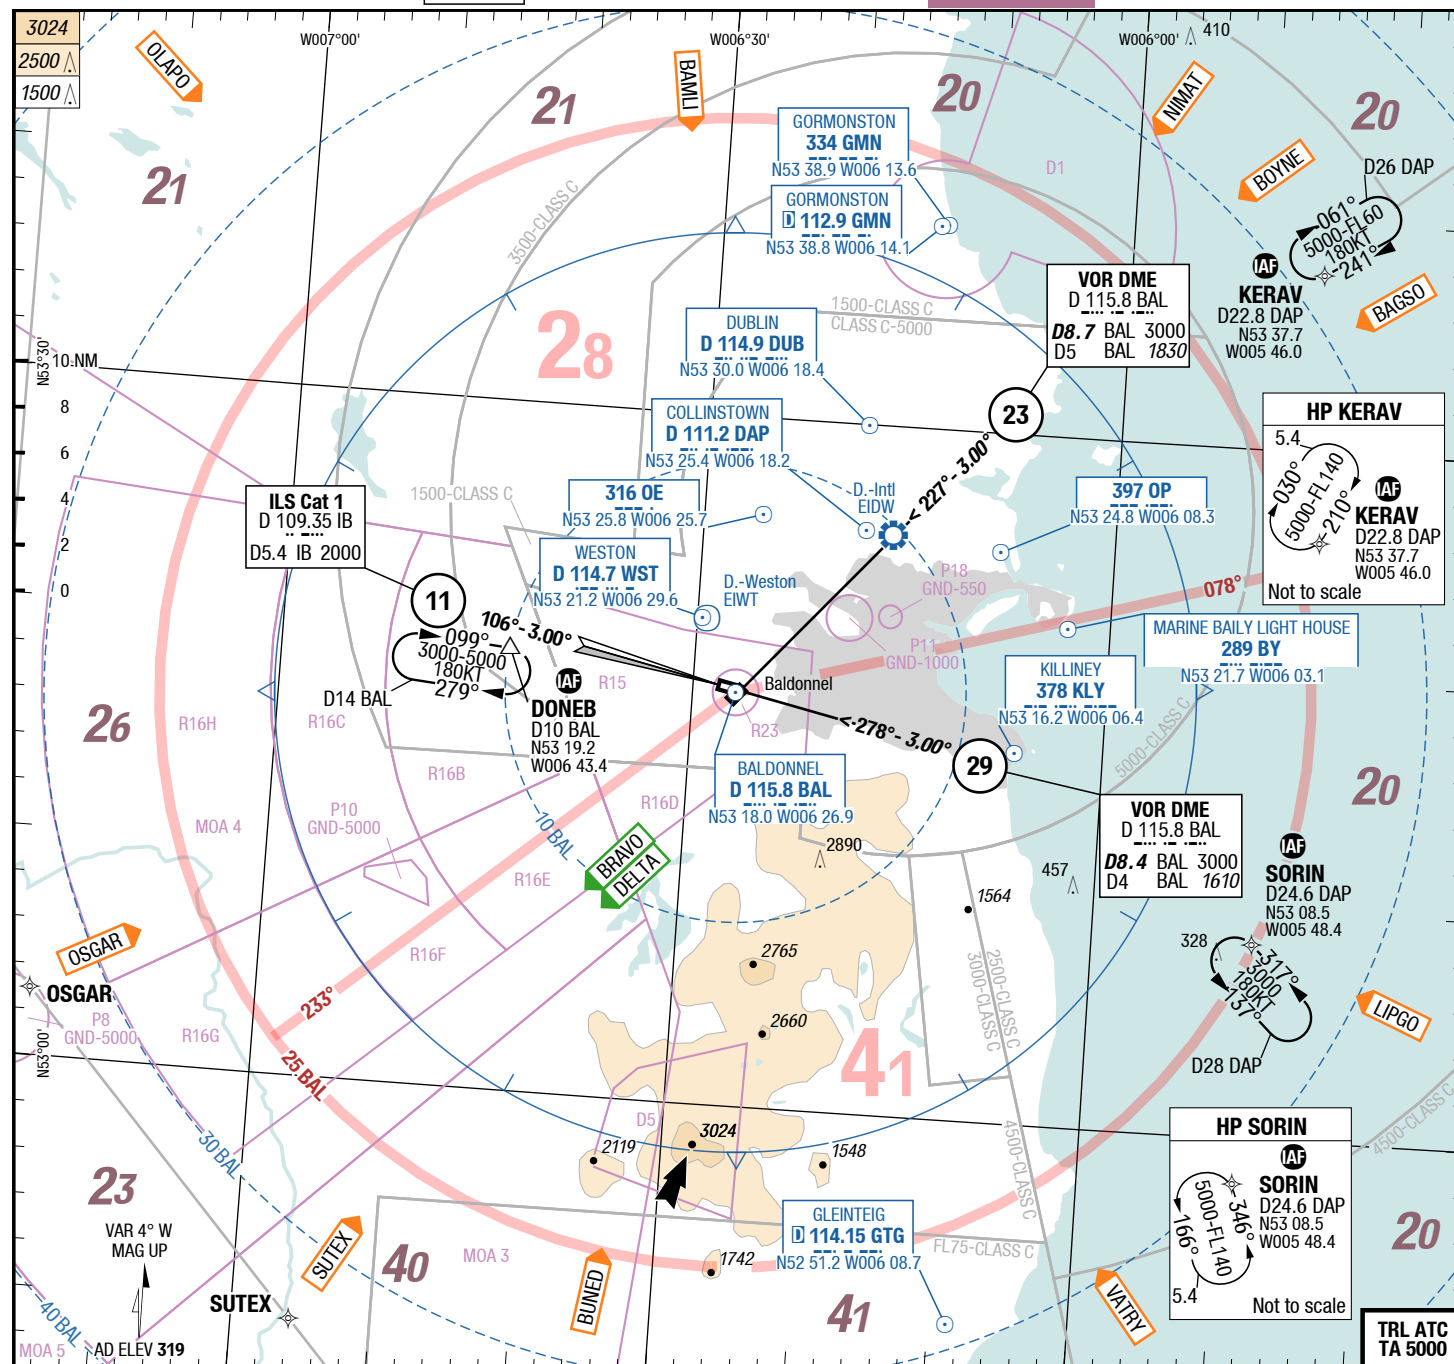 3024
2500
1500
OLAPO
W007°00'
BAMLI
W006°30'
W006°00'
410
NIMAT
21
20
20
21
GORMONSTON
334 GMN
N53 38.9 W006 13.6
D1
BOYNE
D26 DAP
GORMONSTON
D 112.9 GMN
N53 38.8 W006 14.1
3500-CLASS C
061°
5000-FL60
180KT
241°
IAF
KERAV
D22.8 DAP
N53 37.7
W005 46.0
BAGSO
VOR DME
D 115.8 BAL
D8.7 BAL 3000
D5 BAL 1830
1500-CLASS C
CLASS C-5000
28
DUBLIN
D 114.9 DUB
N53 30.0 W006 18.4
N53°30'
10 NM
8
6
4
2
0
COLLINSTOWN
D 111.2 DAP
N53 25.4 W006 18.2
23
<227°- 3.00°
HP KERAV
5.4
030°
5000-FL140
210°
IAF
KERAV
D22.8 DAP
N53 37.7
W005 46.0
Not to scale
ILS Cat 1
D 109.35 IB
D5.4 IB 2000
1500-CLASS C
316 OE
N53 25.8 W006 25.7
D.-Intl
EIDW
397 OP
N53 24.8 W006 08.3
WESTON
D 114.7 WST
N53 21.2 W006 29.6
D.-Weston
EIWT
P18
GND-550
078°
11
106°- 3.00°
099°
3000-5000
180KT
279°
D14 BAL
IAF
DONEB
D10 BAL
N53 19.2
W006 43.4
P11
GND-1000
MARINE BAILY LIGHT HOUSE
289 BY
N53 21.7 W006 03.1
KILLINEY
378 KLY
N53 16.2 W006 06.4
Baldonnel
R15
R23
R16H
R16C
26
<-278°- 3.00°
29
5000-CLASS C
R16B
BALDONNEL
D 115.8 BAL
N53 18.0 W006 26.9
R16D
P10
GND-5000
MOA 4
10 BAL
20
VOR DME
D 115.8 BAL
D8.4 BAL 3000
D4 BAL 1610
BRAVO
DELTA
2890
457
IAF
SORIN
D24.6 DAP
N53 08.5
W005 48.4
R16E
1564
OSGAR
R16F
2765
2500-CLASS C
3000-CLASS C
328
317°
3000
180KT
137°
OSGAR
233°
P8
GND-5000
R16G
2660
LIPGO
N53°00'
25 BAL
41
D28 DAP
D5
30 BAL
3024
2119
1548
4500-CLASS C
4500-CLASS C
HP SORIN
IAF
SORIN
D24.6 DAP
N53 08.5
W005 48.4
346°
5000-FL140
166°
5.4
Not to scale
23
VAR 4° W
MAG UP
SUTEX
40
MOA 3
GLEINTEIG
D 114.15 GTG
N52 51.2 W006 08.7
FL75-CLASS C
20
1742
BUNED
SUTEX
VATRY
41
40 BAL
MOA 5
AD ELEV 319
TRL ATC
TA 5000